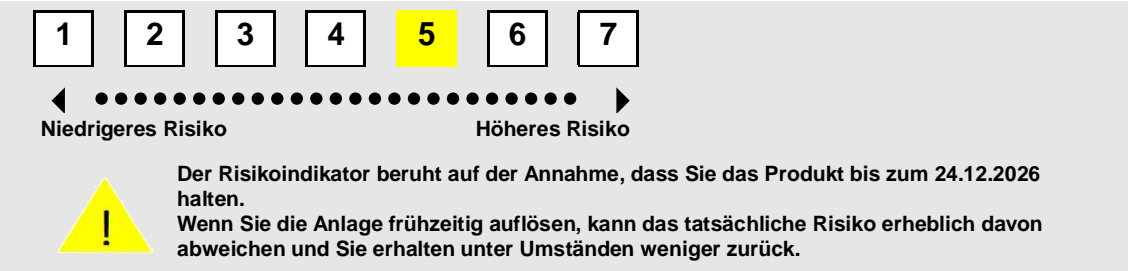 1 2 3 4 5 6 7
Niedrigeres Risiko Höheres Risiko
Der Risikoindikator beruht auf der Annahme, dass Sie das Produkt bis zum 24.12.2026
halten.
Wenn Sie die Anlage frühzeitig auflösen, kann das tatsächliche Risiko erheblich davon
abweichen und Sie erhalten unter Umständen weniger zurück.
!